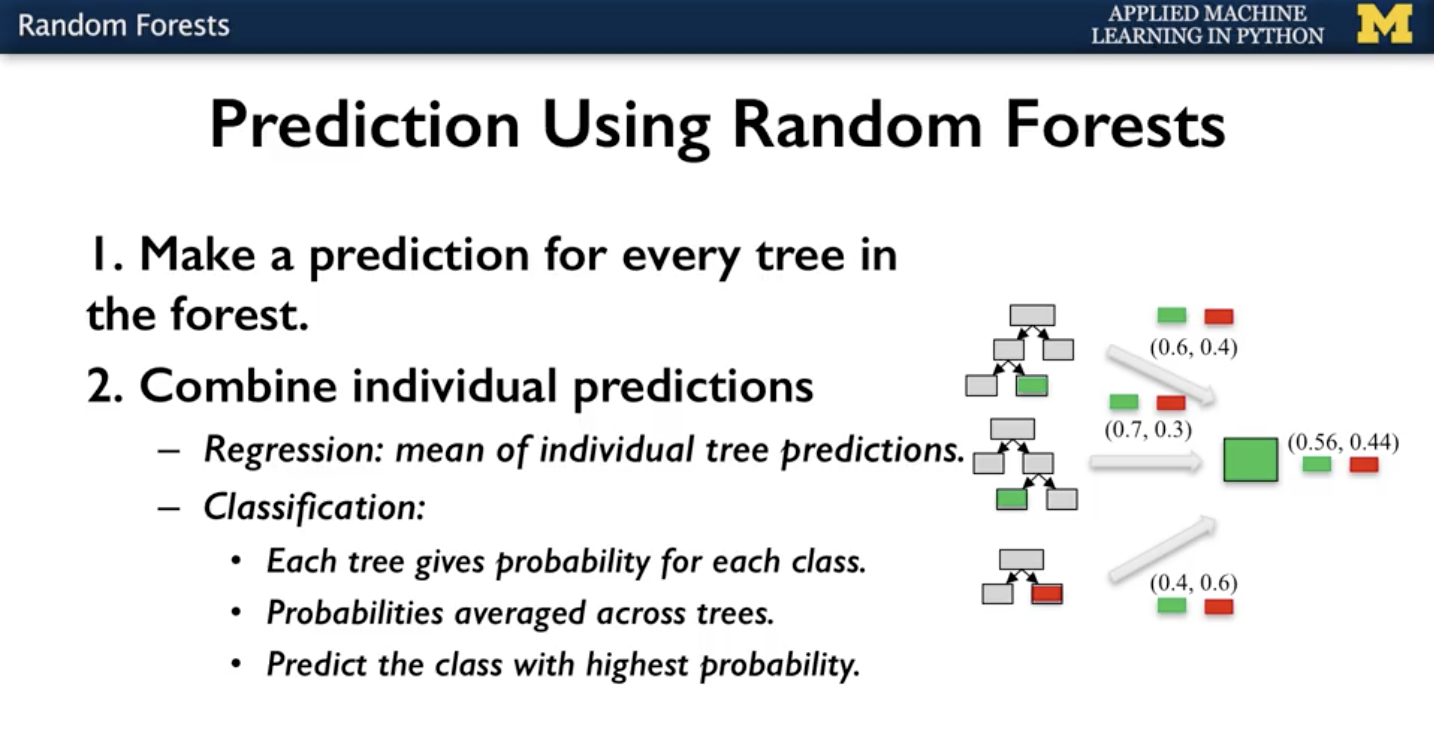 Random Forests
APPLIED MACHINE
LEARNING IN PYTHON
M
Prediction Using Random Forests
1. Make a prediction for every tree in
the forest.
2. Combine individual predictions
– Regression: mean of individual tree predictions.
– Classification:
• Each tree gives probability for each class.
• Probabilities averaged across trees.
• Predict the class with highest probability.
(0.6, 0.4)
(0.7, 0.3)
(0.56, 0.44)
(0.4, 0.6)